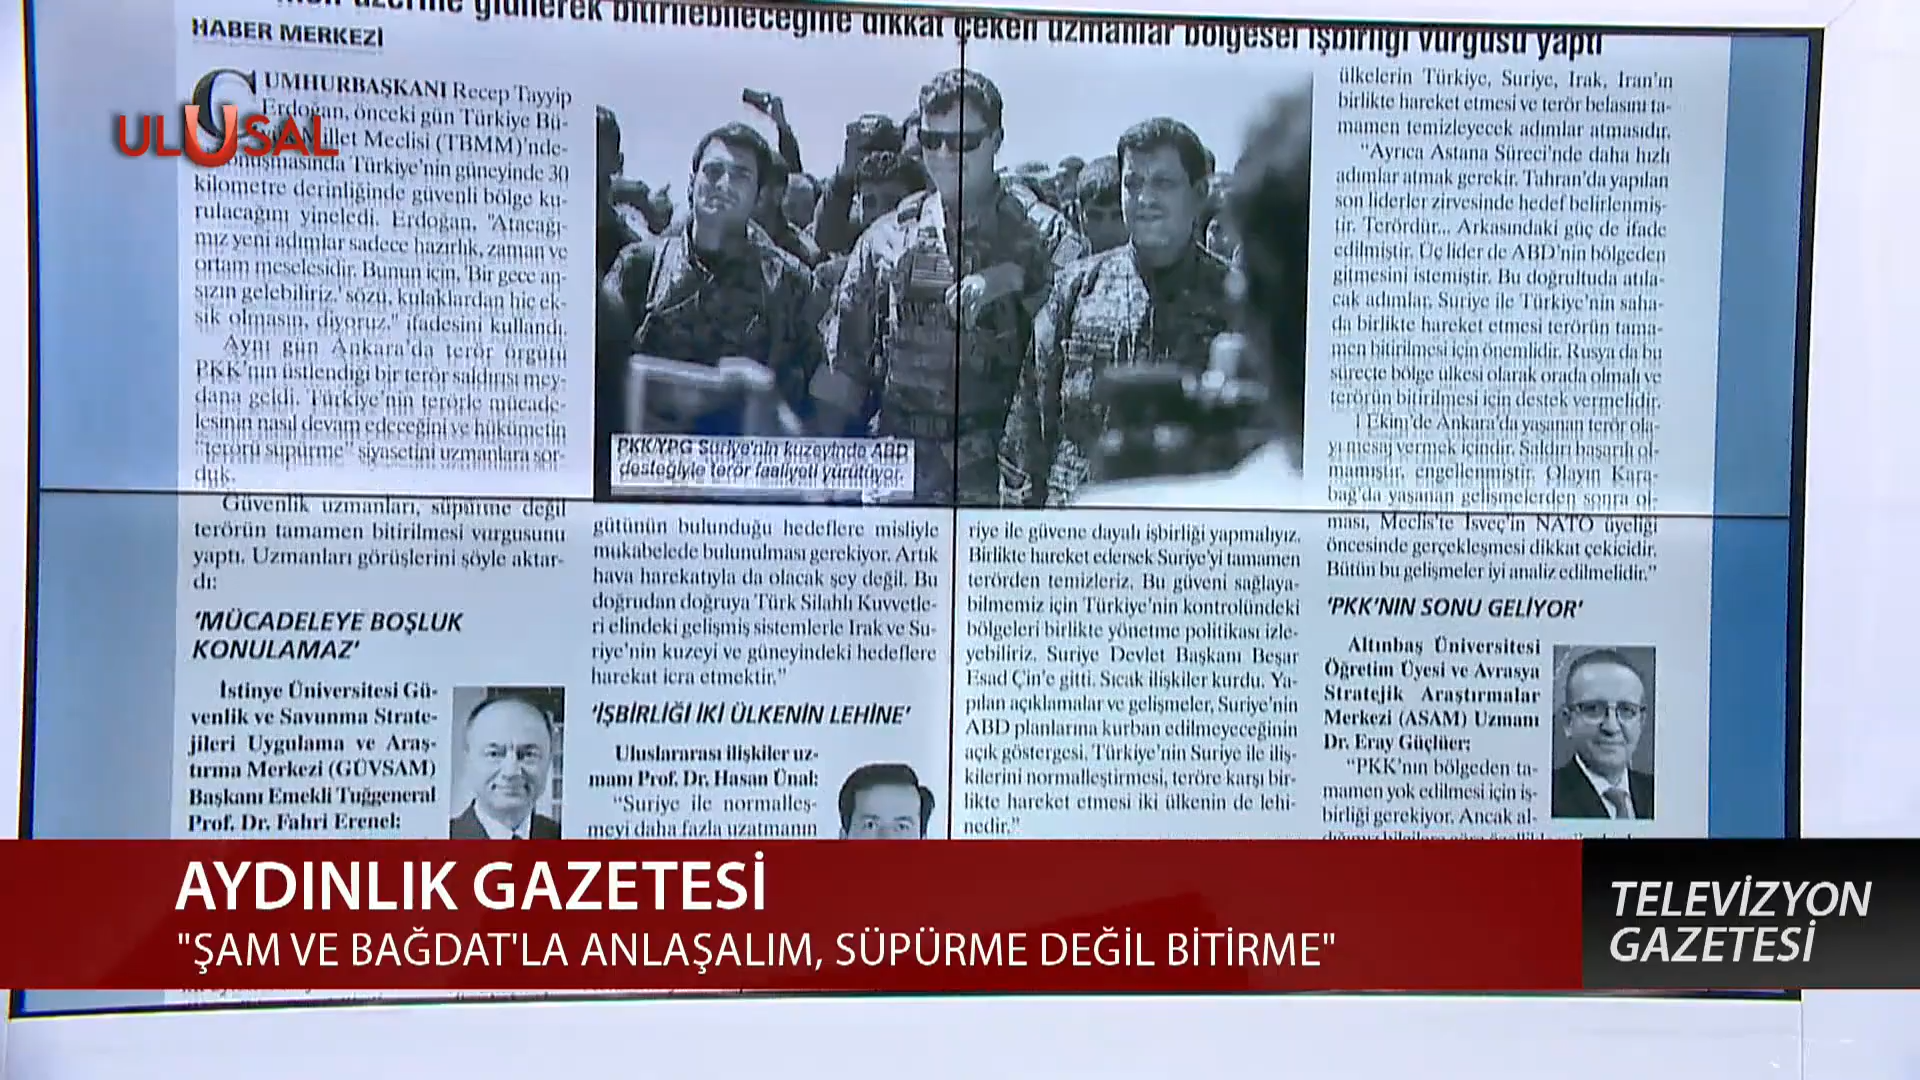 HABER MERKEZİ
CUMHURBAŞKANI Recep Tayyip
Erdoğan, önceki gün Türkiye Bü-
Millet Meclisi (TBMM)'nde-
konuşmasında Türkiye'nin güneyinde 30
kilometre derinliğinde güvenli bölge ku-
rulacağını yineledi. Erdoğan, "Atacağı-
mız yeni adımlar sadece hazırlık, zaman ve
ortam meselesidir. Bunun için, 'Bir gece an-
sızın gelebiliriz.' sözü, kulaklardan hiç ek-
sik olmasın, diyoruz." ifadesini kullandı.
Aynı gün Ankara'da terör örgütü
PKK'nın üstlendiği bir terör saldırısı mey-
dana geldi. Türkiye'nin terörle mücade-
lesinin nasıl devam edeceğini ve hükümetin
"terörü süpürme" siyasetini uzmanlara sor-
duk.
Güvenlik uzmanları, süpürme değil
terörün tamamen bitirilmesi vurgusunu
yaptı. Uzmanları görüşlerini şöyle aktar-
dı:
'MÜCADELEYE BOŞLUK
KONULAMAZ'
İstinye Üniversitesi Gü-
venlik ve Savunma Strate-
jileri Uygulama ve Araş-
tırma Merkezi (GÜVSAM)
Başkanı Emekli Tuğgeneral
Prof. Dr. Fahri Erenel:
PKK/YPG Suriye'nin kuzeyinde ABD
desteğiyle terör faaliyeti yürütüyor.
gütünün bulunduğu hedeflere misliyle
mukabelede bulunulması gerekiyor. Artık
hava harekatıyla da olacak şey değil. Bu
doğrudan doğruya Türk Silahlı Kuvvetle-
ri elindeki gelişmiş sistemlerle Irak ve Su-
riye'nin kuzeyi ve güneyindeki hedeflere
harekat icra etmektir."
'İŞBİRLİĞİ İKİ ÜLKENİN LEHİNE'
Uluslararası ilişkiler uz-
manı Prof. Dr. Hasan Ünal:
"Suriye ile normalleş-
meyi daha fazla uzatmanın
riye ile güvene dayalı işbirliği yapmalıyız.
Birlikte hareket edersek Suriye'yi tamamen
terörden temizleriz. Bu güveni sağlaya-
bilmemiz için Türkiye'nin kontrolündeki
bölgeleri birlikte yönetme politikası izle-
yebiliriz. Suriye Devlet Başkanı Beşar
Esad Çin'e gitti. Sıcak ilişkiler kurdu. Ya-
pılan açıklamalar ve gelişmeler, Suriye'nin
ABD planlarına kurban edilmeyeceğinin
açık göstergesi. Türkiye'nin Suriye ile iliş-
kilerini normalleştirmesi, teröre karşı bir-
likte hareket etmesi iki ülkenin de lehi-
nedir."
ülkelerin Türkiye, Suriye, Irak, İran'ın
birlikte hareket etmesi ve terör belasını ta-
mamen temizleyecek adımlar atmasıdır.
"Ayrıca Astana Süreci'nde daha hızlı
adımlar atmak gerekir. Tahran'da yapılan
son liderler zirvesinde hedef belirlenmiş-
tir. Terördür... Arkasındaki güç de ifade
edilmiştir. Üç lider de ABD'nin bölgeden
gitmesini istemiştir. Bu doğrultuda atıla-
cak adımlar, Suriye ile Türkiye'nin saha-
da birlikte hareket etmesi terörün tama-
men bitirilmesi için önemlidir. Rusya da bu
süreçte bölge ülkesi olarak orada olmalı ve
terörün bitirilmesi için destek vermelidir.
1 Ekim'de Ankara'da yaşanan terör ola-
yı mesaj vermek içindir. Saldırı başarılı ol-
mamıştır, engellenmiştir. Olayın Kara-
bağ'da yaşanan gelişmelerden sonra ol-
ması, Meclis'te İsveç'in NATO üyeliği
öncesinde gerçekleşmesi dikkat çekicidir.
Bütün bu gelişmeler iyi analiz edilmelidir."
'PKK'NIN SONU GELİYOR'
Altınbaş Üniversitesi
Öğretim Üyesi ve Avrasya
Stratejik Araştırmalar
Merkezi (ASAM) Uzmanı
Dr. Eray Güçlüer:
"PKK'nın bölgeden ta-
mamen yok edilmesi için iş-
birliği gerekiyor. Ancak al-
ULUSAL
AYDINLIK GAZETESİ
"ŞAM VE BAĞDAT'LA ANLAŞALIM, SÜPÜRME DEĞİL BİTİRME"
TELEVİZYON
GAZETESİ